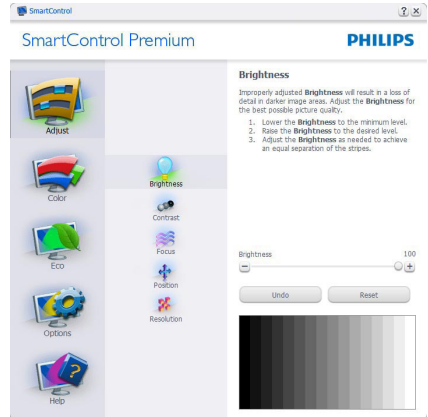 SmartControl
? ×
SmartControl Premium
PHILIPS
Adjust
Color
Eco
Options
Help
Brightness
Contrast
Focus
Position
Resolution
Brightness
Improperly adjusted Brightness will result in a loss of
detail in darker image areas. Adjust the Brightness for
the best possible picture quality.
1. Lower the Brightness to the minimum level.
2. Raise the Brightness to the desired level.
3. Adjust the Brightness as needed to achieve
an equal separation of the stripes.
Brightness 100
Undo Reset